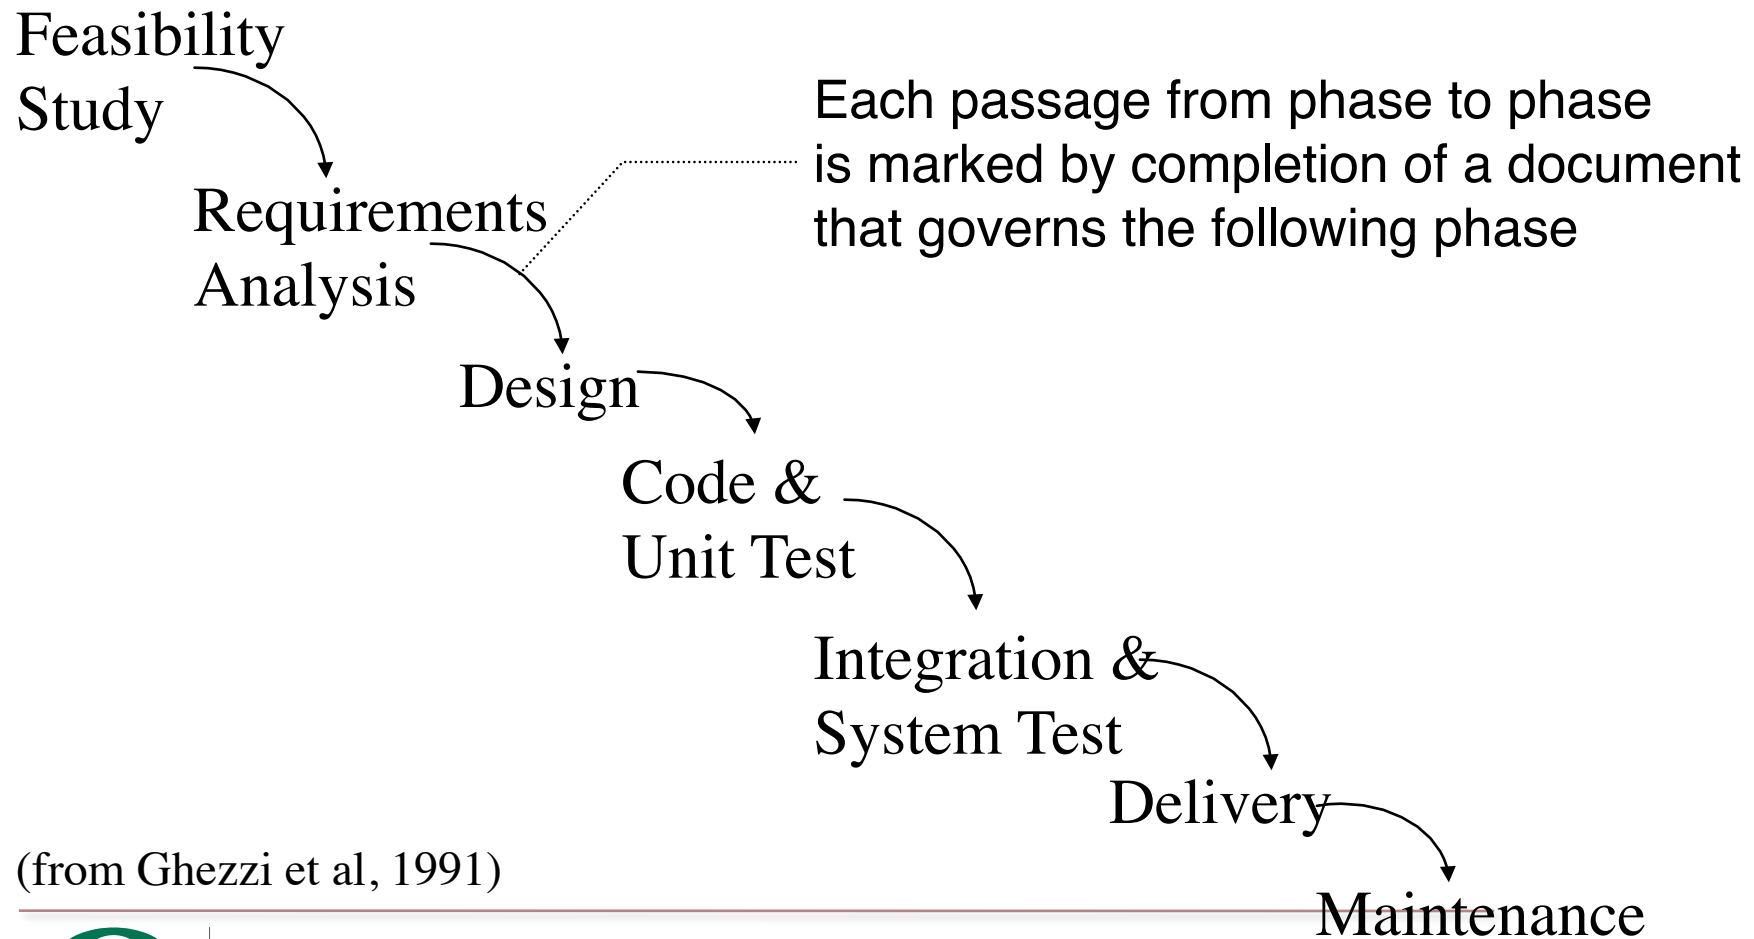 Feasibility
Study
Each passage from phase to phase
is marked by completion of a document
that governs the following phase
Requirements
Analysis
Design
Code &
Unit Test
Integration &
System Test
Delivery
(from Ghezzi et al, 1991)
Maintenance